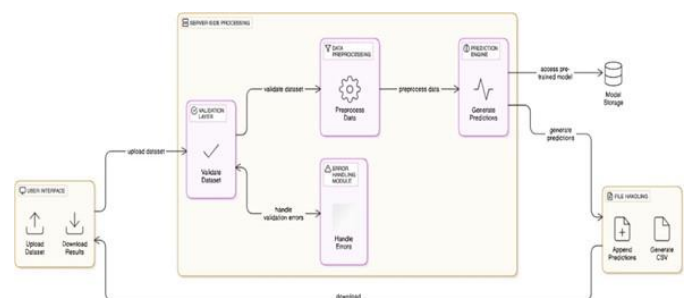 SERVER-SIDE PROCESSING
DATA
PREPROCESSING
Preprocess
Data
PREDICTION
ENGINE
Generate
Predictions
access pre-
trained model
Model
Storage
validate dataset
preprocess data
VALIDATION
LAYER
Validate
Dataset
generate
predictions
upload dataset
ERROR
HANDLING
MODULE
Handle
Errors
handle
validation errors
USER INTERFACE
Upload
Dataset
Download
Results
FILE HANDLING
Append
Predictions
Generate
CSV
download